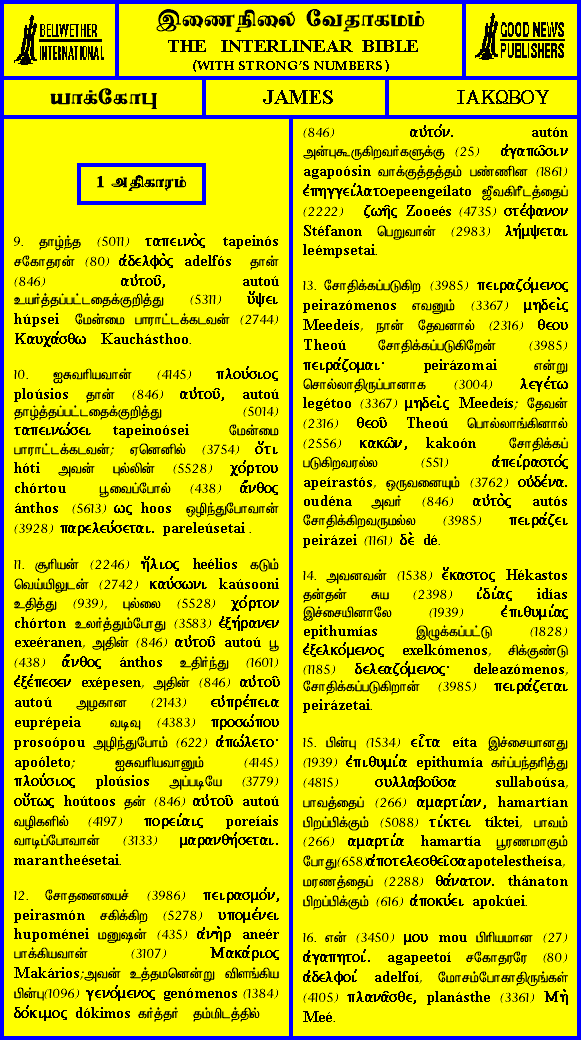 BELLWETHER
INTERNATIONAL
இணைநிலை வேதாகமம்
THE INTERLINEAR BIBLE
(WITH STRONG'S NUMBERS)
GOOD NEWS
PUBLISHERS
யாக்கோபு
JAMES
ΙΑΚΩΒΟΥ
1 அதிகாரம்
9. தாழ்ந்த (5011) ταπεινὸς tapeinós
சகோதரன் (80) ἀδελφὸς adelfós தான்
(846) αὐτοῦ, autoú
உயர்த்தப்பட்டதைக்குறித்து (5311) ὕψει
húpsei மேன்மை பாராட்டக்கடவன் (2744)
Καυχάσθω Kauchásthoo.
10. ஐசுவரியவான் (4145) πλούσιος
ploúsios தான் (846) αὐτοῦ, autoú
தாழ்த்தப்பட்டதைக்குறித்து (5014)
ταπεινώσει tapeinoósei மேன்மை
பாராட்டக்கடவன்; ஏனெனில் (3754) ὅτι
hóti அவன் புல்லின் (5528) χόρτου
chórtou பூவைப்போல் (438) ἄνθος
ánthos (5613) ως hoos ஒழிந்துபோவான்
(3928) παρελεύσεται. pareleúsetai .
11. சூரியன் (2246) ἥλιος heélios கடும்
வெய்யிலுடன் (2742) καύσωνι kaúsooni
உதித்து (939), புல்லை (5528) χόρτον
chórton உலர்த்தும்போது (3583) ἐξήρανεν
exeéranen, அதின் (846) αὐτοῦ autoú பூ
(438) ἄνθος ánthos உதிர்ந்து (1601)
ἐξέπεσεν exépesen, அதின் (846) αὐτοῦ
autoú அழகான (2143) εὐπρέπεια
euprépeia வடிவு (4383) προσώπου
prosoópou அழிந்துபோம் (622) ἀπώλετο·
apoóleto; ஐசுவரியவானும் (4145)
πλούσιος ploúsios அப்படியே (3779)
οὕτως hoútoos தன் (846) αὐτοῦ autoú
வழிகளில் (4197) πορείαις poreíais
வாடிப்போவான் (3133) μαρανθήσεται.
marantheésetai.
12. சோதனையைச் (3986) πειρασμόν,
peirasmón சகிக்கிற (5278) υπομένει
hupoménei மனுஷன் (435) ἀνὴρ aneér
பாக்கியவான் (3107) Μακάριος
Makários;அவன் உத்தமனென்று விளங்கிய
பின்பு(1096) γενόμενος genómenos (1384)
δόκιμος dókimos கர்த்தர் தம்மிடத்தில்
(846) αὐτόν. autón
அன்புகூருகிறவர்களுக்கு (25) ἀγαπῶσιν
agapoósin வாக்குத்தத்தம் பண்ணின (1861)
ἐπηγγείλατοepeengeílato ஜீவகிரீடத்தைப்
(2222) ζωῆς Zooeés (4735) στέφανον
Stéfanon பெறுவான் (2983) λήμψεται
leémpsetai.
13. சோதிக்கப்படுகிற (3985) πειραζόμενος
peirazómenos எவனும் (3367) μηδεὶς
Meedeís, நான் தேவனால் (2316) θεου
Theoú சோதிக்கப்படுகிறேன் (3985)
πειράζομαι· peirázomai என்று
சொல்லாதிருப்பானாக (3004) λεγέτω
legétoo (3367) μηδεὶς Meedeís; தேவன்
(2316) θεοῦ Theoú பொல்லாங்கினால்
(2556) κακῶν, kakoón சோதிக்கப்
படுகிறவரல்ல (551) ἀπείραστός
apeírastós, ஒருவனையும் (3762) οὐδένα.
oudéna அவர் (846) αὐτὸς autós
சோதிக்கிறவருமல்ல (3985) πειράζει
peirázei (1161) δὲ dé.
14. அவனவன் (1538) ἕκαστος Hékastos
தன்தன் சுய (2398) ἰδίας idías
இச்சையினாலே (1939) ἐπιθυμίας
epithumías இழுக்கப்பட்டு (1828)
ἐξελκόμενος exelkómenos, சிக்குண்டு
(1185) δελεαζόμενος· deleazómenos,
சோதிக்கப்படுகிறான் (3985) πειράζεται
peirázetai.
15. பின்பு (1534) εἶτα eíta இச்சையானது
(1939) ἐπιθυμία epithumía கர்ப்பந்தரித்து
(4815) συλλαβοῦσα sullaboúsa,
பாவத்தைப் (266) αμαρτίαν, hamartían
பிறப்பிக்கும் (5088) τίκτει tíktei, பாவம்
(266) αμαρτία hamartía பூரணமாகும்
போது(658)ἀποτελεσθεῖσαapotelestheísa,
மரணத்தைப் (2288) θάνατον. thánaton
பிறப்பிக்கும் (616) ἀποκύει apokúei.
16. என் (3450) μου mou பிரியமான (27)
ἀγαπητοί. agapeetoí சகோதரரே (80)
ἀδελφοί adelfoí, மோசம்போகாதிருங்கள்
(4105) πλανᾶσθε, planásthe (3361) Μὴ
Meé.